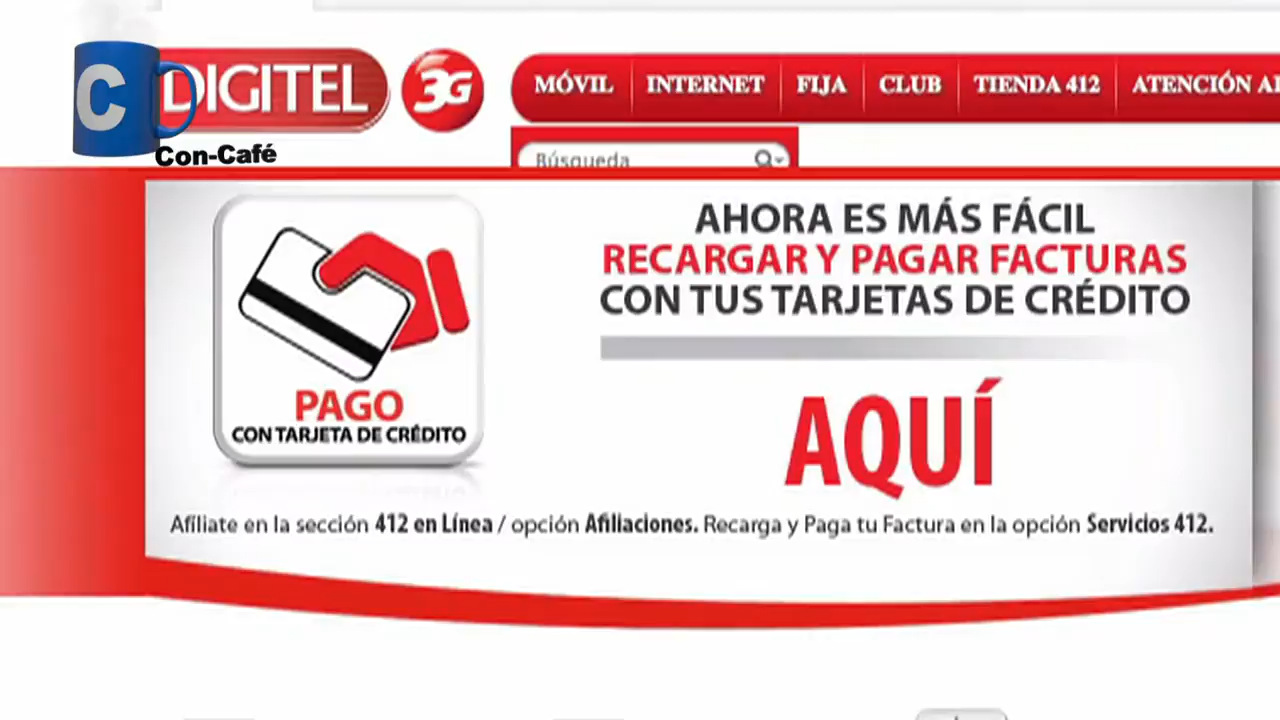 C
Con-Café
DIGITEL
3G
MÓVIL INTERNET FIJA CLUB TIENDA 412 ATENCIÓN
Búsqueda
PAGO
CON TARJETA DE CRÉDITO
AHORA ES MÁS FÁCIL
RECARGAR Y PAGAR FACTURAS
CON TUS TARJETAS DE CRÉDITO
AQUÍ
Afíliate en la sección 412 en Línea / opción Afiliaciones. Recarga y Paga tu Factura en la opción Servicios 412.